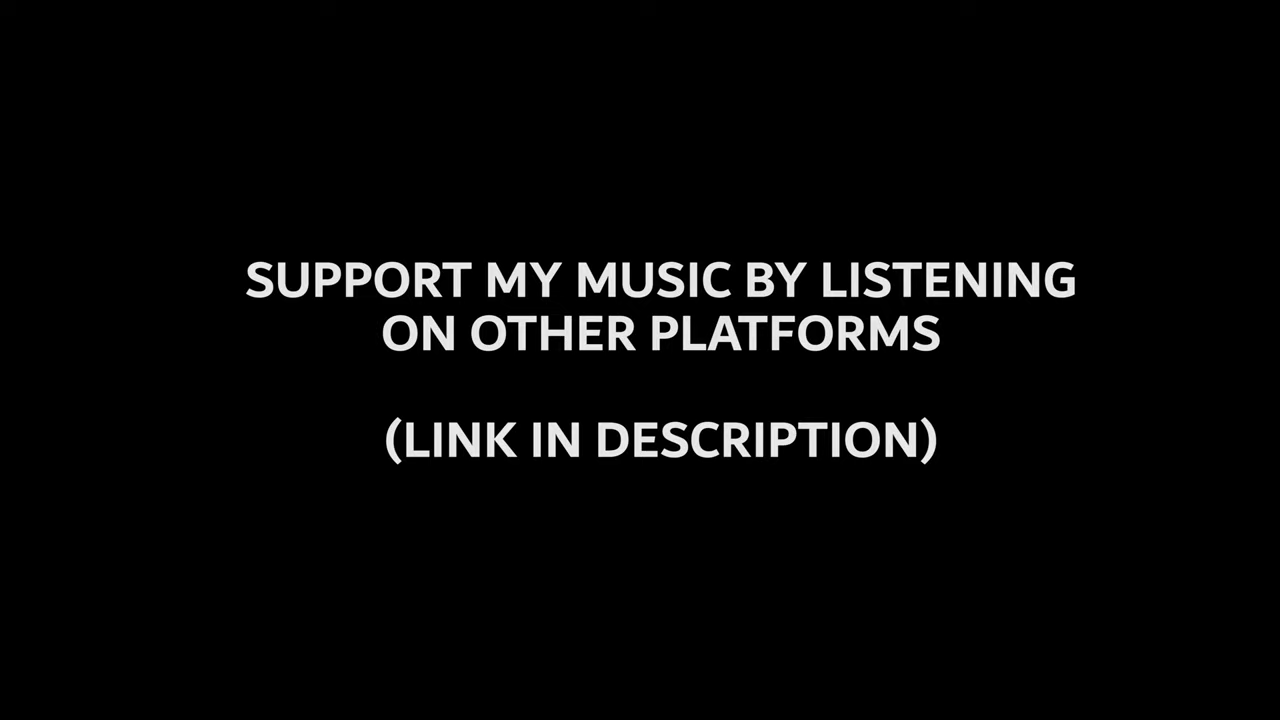 SUPPORT MY MUSIC BY LISTENING
ON OTHER PLATFORMS
(LINK IN DESCRIPTION)